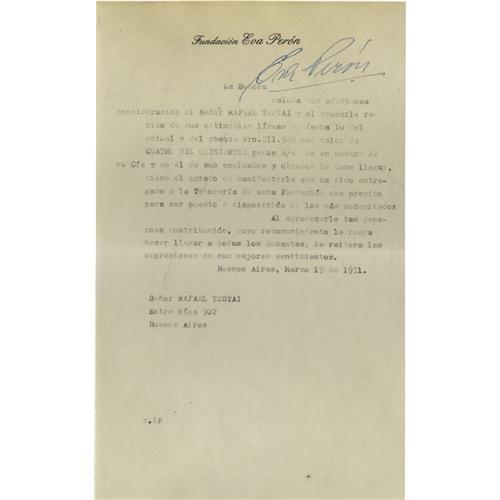 Fundación Eva Perón
Eva Perón
La Señora
saluda con afectuosa
consideración al Señor RAFAEL TESTAI y al acusarle re
cibo de sus estimables líneas de fecha 10 del
actual y del cheque Nro. 211.588 por valor de
CUATRO MIL QUINIENTOS pesos m/n que en nombre de
su Cía y en el de sus empleados y obreros le hace llegar,
tiene el agrado de manifestarle que ha sido entre-
gado a la Tesorería de esta Fundación que presido
para ser puesto a disposición de los más necesitados
Al agradecerle tan gene-
rosa contribución, cuyo reconocimiento le ruega
hacer llegar a todos los donantes, le reitera las
expresiones de sus mejores sentimientos.
Buenos Aires, Marzo 19 de 1951.
Señor RAFAEL TESTAI
Entre Ríos 902
Buenos Aires